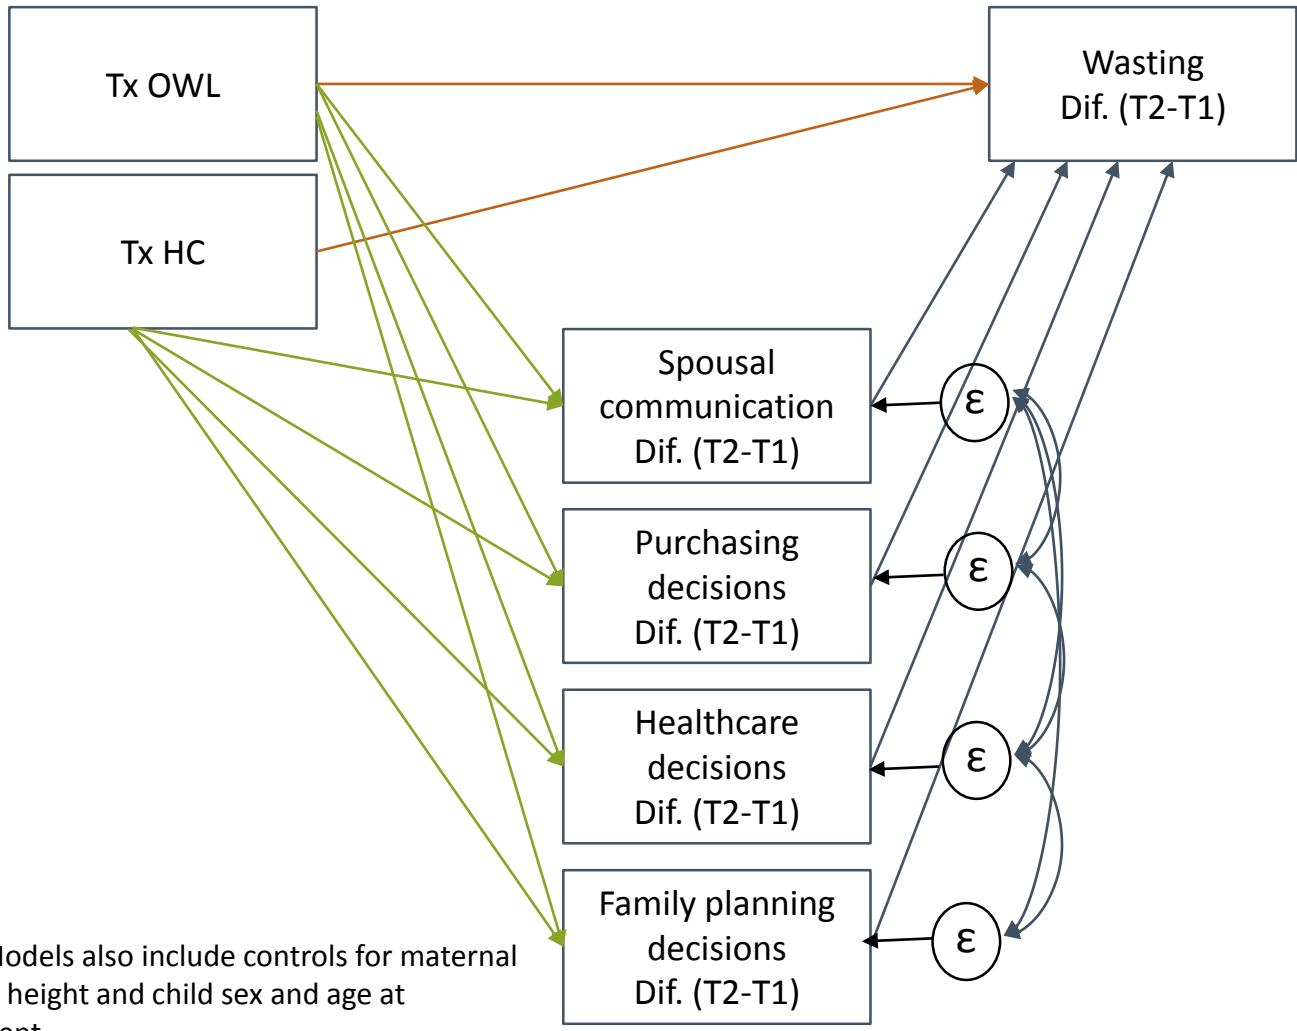 Tx OWL
Wasting
Dif. (T2-T1)
Tx HC
Spousal
communication
Dif. (T2-T1)
ε
Purchasing
decisions
Dif. (T2-T1)
ε
Healthcare
decisions
Dif. (T2-T1)
ε
Family planning
decisions
Dif. (T2-T1)
ε
Models also include controls for maternal
height and child sex and age at